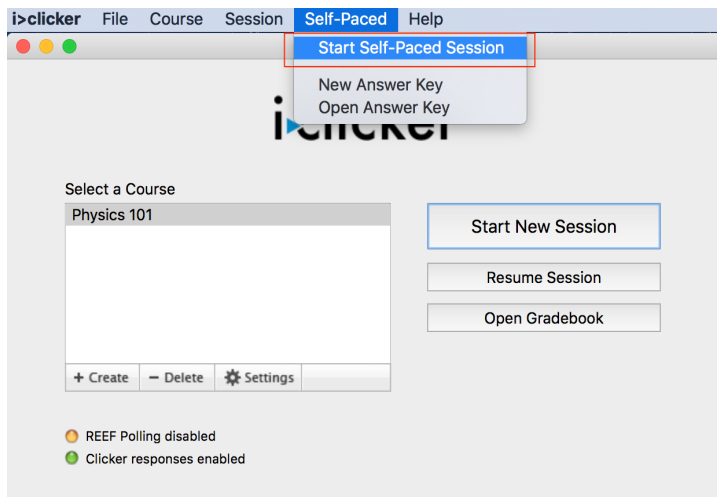 i>clicker File Course Session Self-Paced Help
Start Self-Paced Session
New Answer Key
Open Answer Key
i>clicker
Select a Course
Physics 101
Start New Session
Resume Session
Open Gradebook
+ Create − Delete Settings
REEF Polling disabled
Clicker responses enabled